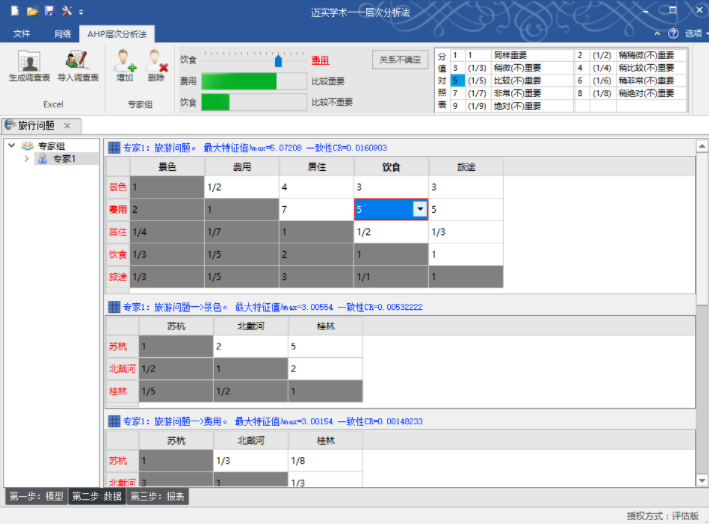 迈实学术——层次分析法
文件 网络 AHP层次分析法 选项
生成调查表 导入调查表 增加 删除
Excel 专家组
饮食 费用 关系不确定
费用 比较重要
饮食 比较不重要
分值对照表
1 1 同样重要 2 (1/2) 稍稍微(不)重要
3 (1/3) 稍微(不)重要 4 (1/4) 稍比较(不)重要
5 (1/5) 比较(不)重要 6 (1/6) 稍非常(不)重要
7 (1/7) 非常(不)重要 8 (1/8) 稍绝对(不)重要
9 (1/9) 绝对(不)重要
旅行问题
专家组
专家1
专家1: 旅游问题。 最大特征值λmax=5.07208 一致性CR=0.0160903
景色 费用 居住 饮食 旅途
景色 1 1/2 4 3 3
费用 2 1 7 5 5
居住 1/4 1/7 1 1/2 1/3
饮食 1/3 1/5 2 1 1
旅途 1/3 1/5 3 1/1 1
专家1: 旅游问题—>景色。 最大特征值λmax=3.00554 一致性CR=0.00532222
苏杭 北戴河 桂林
苏杭 1 2 5
北戴河 1/2 1 2
桂林 1/5 1/2 1
专家1: 旅游问题—>费用。 最大特征值λmax=3.00154 一致性CR=0.00148233
苏杭 北戴河 桂林
苏杭 1 1/3 1/8
北戴河 3 1 1/3
第一步: 模型 第二步: 数据 第三步: 报表
授权方式：评估版